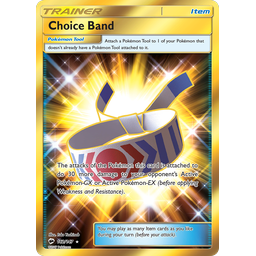 TRAINER
Item
Choice Band
Pokémon Tool
Attach a Pokémon Tool to 1 of your Pokémon that
doesn't already have a Pokémon Tool attached to it.
The attacks of the Pokémon this card is attached to
do 30 more damage to your opponent's Active
Pokémon-GX or Active Pokémon-EX (before applying
Weakness and Resistance).
You may play as many Item cards as you like
during your turn (before your attack).